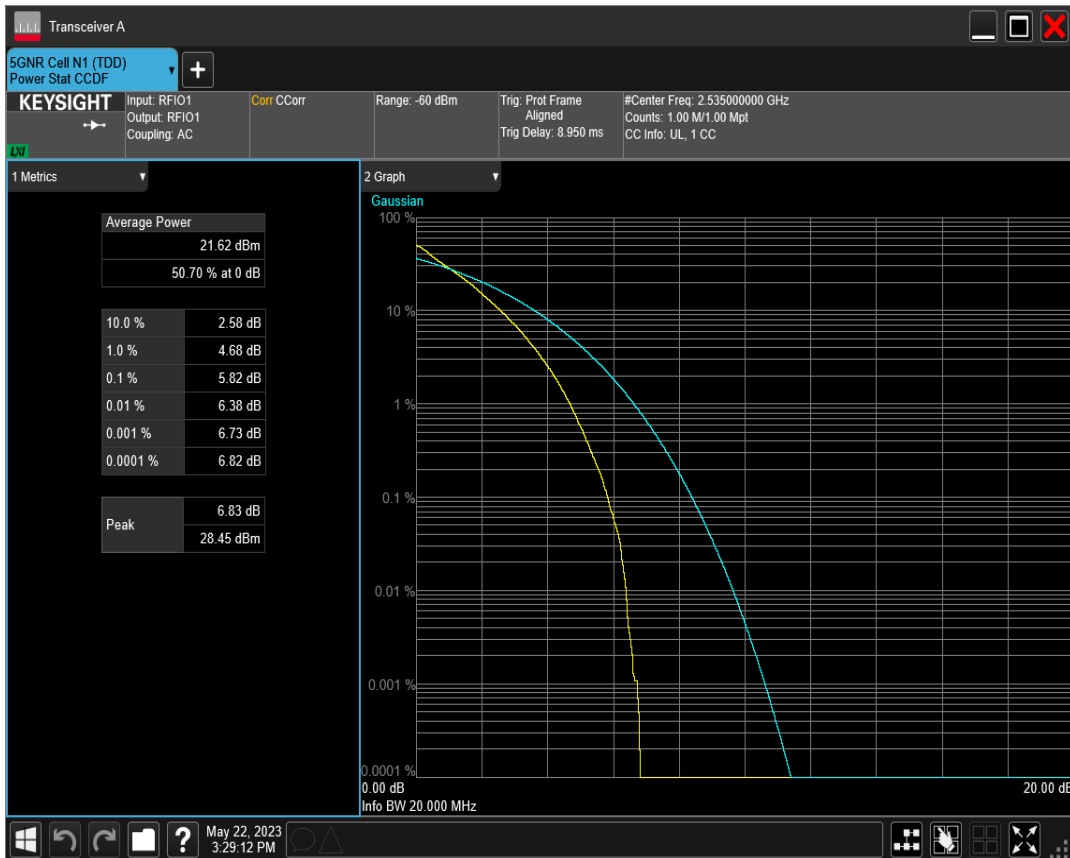 Transceiver A
5GNR Cell N1 (TDD)
Power Stat CCDF
KEYSIGHT
LXI
Input: RFIO1
Output: RFIO1
Coupling: AC
Corr CCorr
Range: -60 dBm
Trig: Prot Frame
Aligned
Trig Delay: 8.950 ms
#Center Freq: 2.535000000 GHz
Counts: 1.00 M/1.00 Mpt
CC Info: UL, 1 CC
1 Metrics
Average Power
21.62 dBm
50.70 % at 0 dB
10.0 % 2.58 dB
1.0 % 4.68 dB
0.1 % 5.82 dB
0.01 % 6.38 dB
0.001 % 6.73 dB
0.0001 % 6.82 dB
Peak 6.83 dB
28.45 dBm
2 Graph
Gaussian
100 %
10 %
1 %
0.1 %
0.01 %
0.001 %
0.0001 %
0.00 dB 20.00 dB
Info BW 20.000 MHz
May 22, 2023
3:29:12 PM